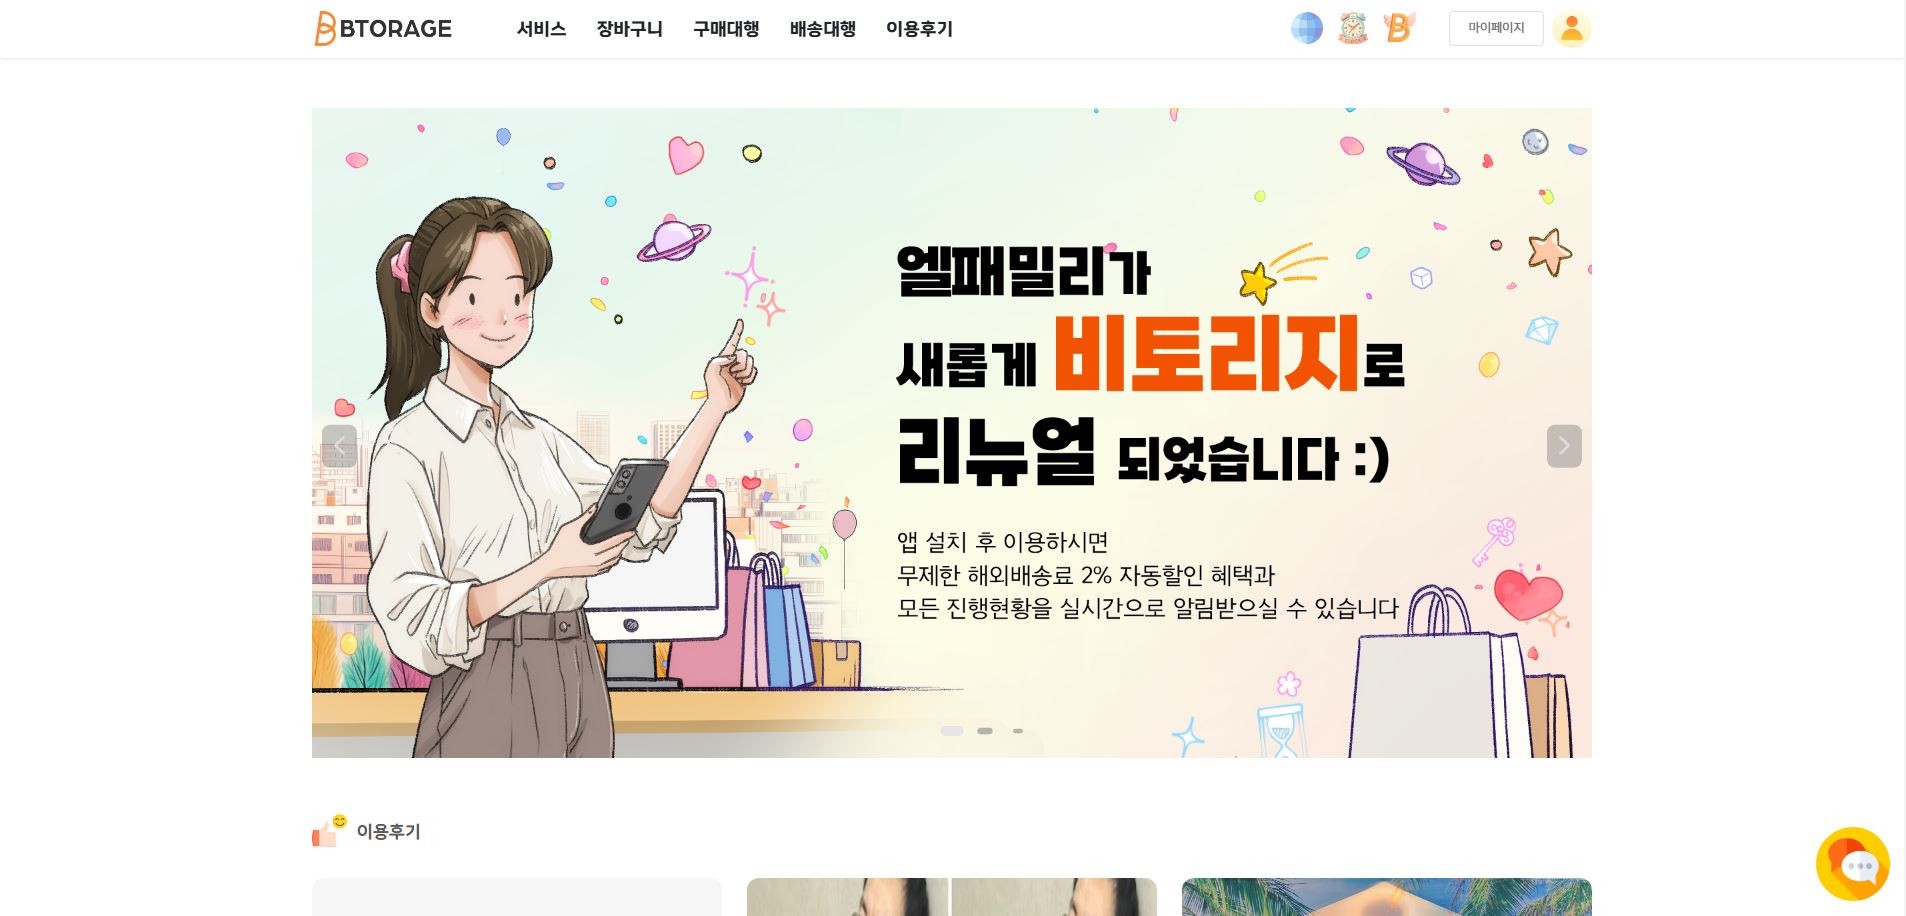 BTORAGE
서비스 장바구니 구매대행 배송대행 이용후기
마이페이지
엘패밀리가
새롭게 비토리지로
리뉴얼 되었습니다 :)
앱 설치 후 이용하시면
무제한 해외배송료 2% 자동할인 혜택과
모든 진행현황을 실시간으로 알림받으실 수 있습니다
이용후기